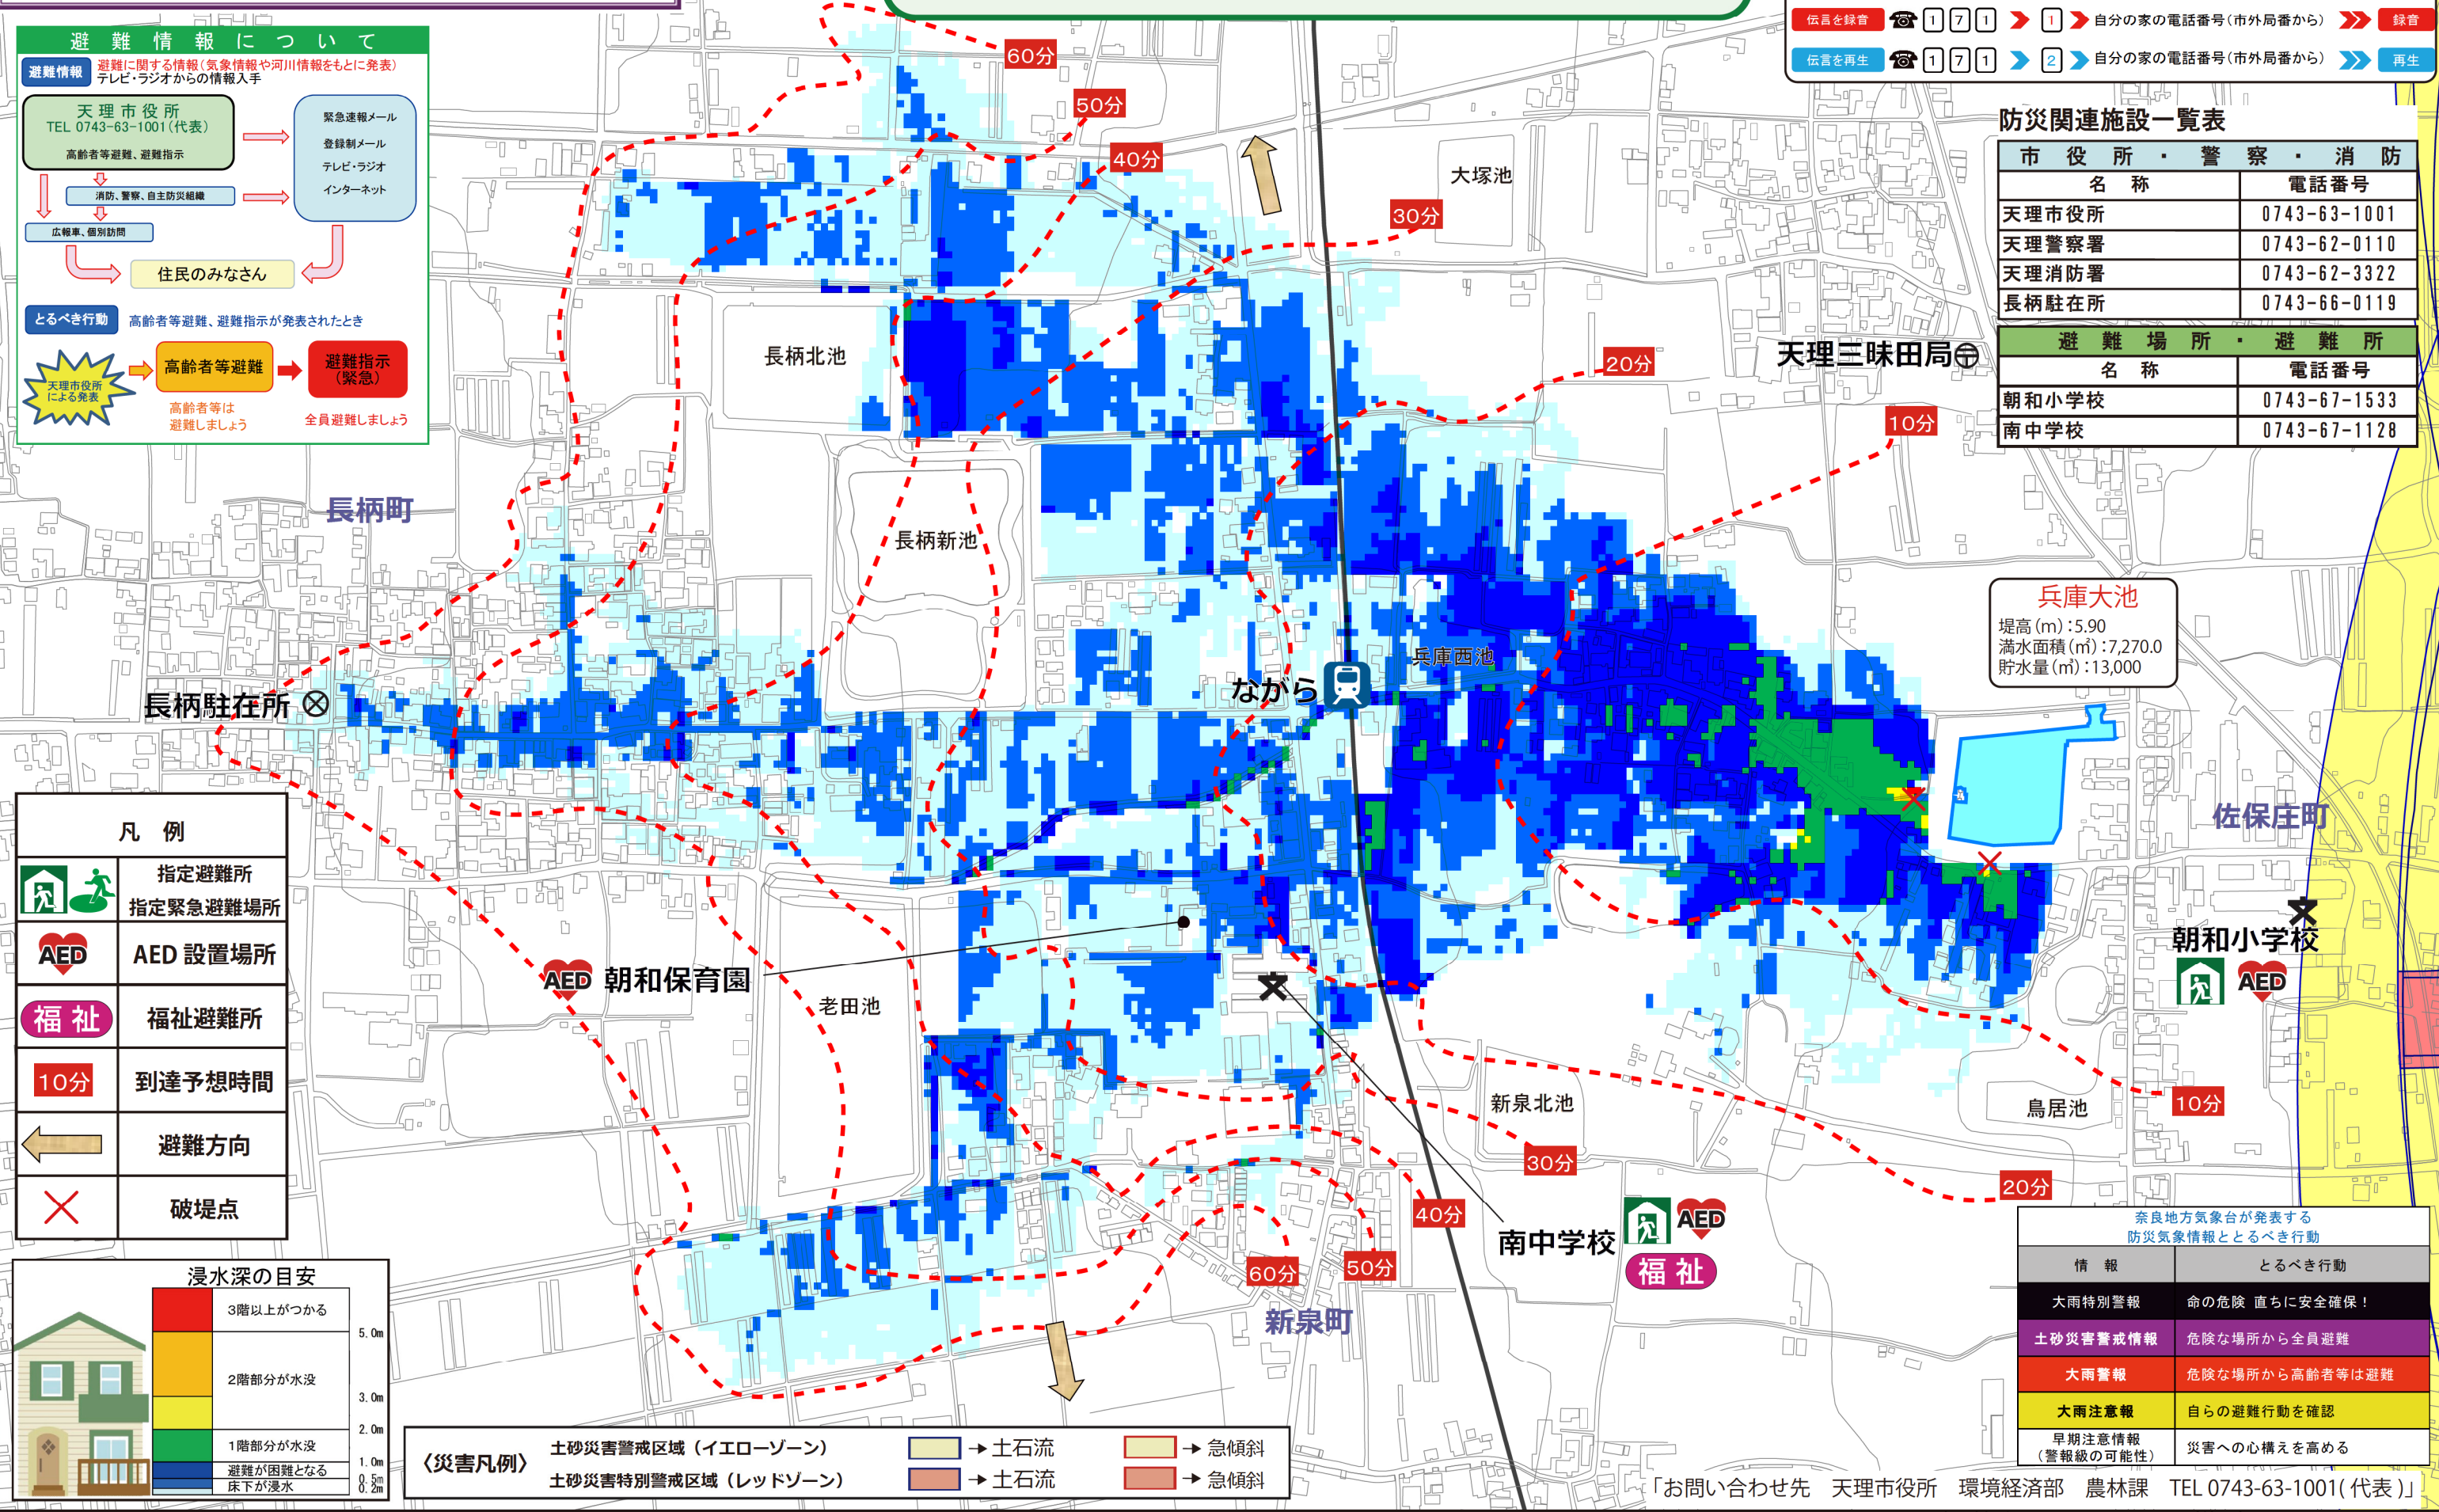 避難情報について
避難情報 避難に関する情報(気象情報や河川情報をもとに発表)
テレビ・ラジオからの情報入手
天理市役所
TEL 0743-63-1001(代表)
高齢者等避難、避難指示
緊急速報メール
登録制メール
テレビ・ラジオ
インターネット
消防、警察、自主防災組織
広報車、個別訪問
住民のみなさん
とるべき行動 高齢者等避難、避難指示が発表されたとき
天理市役所
による発表
高齢者等避難
避難指示
(緊急)
高齢者等は
避難しましょう
全員避難しましょう
伝言を録音 1 7 1 1 自分の家の電話番号(市外局番から) 録音
伝言を再生 1 7 1 2 自分の家の電話番号(市外局番から) 再生
防災関連施設一覧表
市役所・警察・消防
名称 電話番号
天理市役所 0743-63-1001
天理警察署 0743-62-0110
天理消防署 0743-62-3322
長柄駐在所 0743-66-0119
避難場所・避難所
名称 電話番号
朝和小学校 0743-67-1533
南中学校 0743-67-1128
60分
50分
40分
30分
20分
10分
大塚池
天理三味田局
長柄北池
長柄町
長柄新池
兵庫大池
堤高(m):5.90
満水面積(㎡):7,270.0
貯水量(㎥):13,000
兵庫西池
ながら
長柄駐在所
佐保庄町
朝和小学校
AED
AED 朝和保育園
老田池
新泉北池
鳥居池
10分
20分
30分
40分
50分
60分
南中学校
AED
福祉
新泉町
凡例
指定避難所
指定緊急避難場所
AED AED設置場所
福祉 福祉避難所
10分 到達予想時間
避難方向
破堤点
浸水深の目安
3階以上がつかる
5.0m
2階部分が水没
3.0m
2.0m
1階部分が水没
1.0m
避難が困難となる
0.5m
床下が浸水
0.2m
〈災害凡例〉
土砂災害警戒区域(イエローゾーン) →土石流 →急傾斜
土砂災害特別警戒区域(レッドゾーン) →土石流 →急傾斜
奈良地方気象台が発表する
防災気象情報ととるべき行動
情報 とるべき行動
大雨特別警報 命の危険 直ちに安全確保!
土砂災害警戒情報 危険な場所から全員避難
大雨警報 危険な場所から高齢者等は避難
大雨注意報 自らの避難行動を確認
早期注意情報
(警報級の可能性) 災害への心構えを高める
「お問い合わせ先 天理市役所 環境経済部 農林課 TEL 0743-63-1001(代表)」